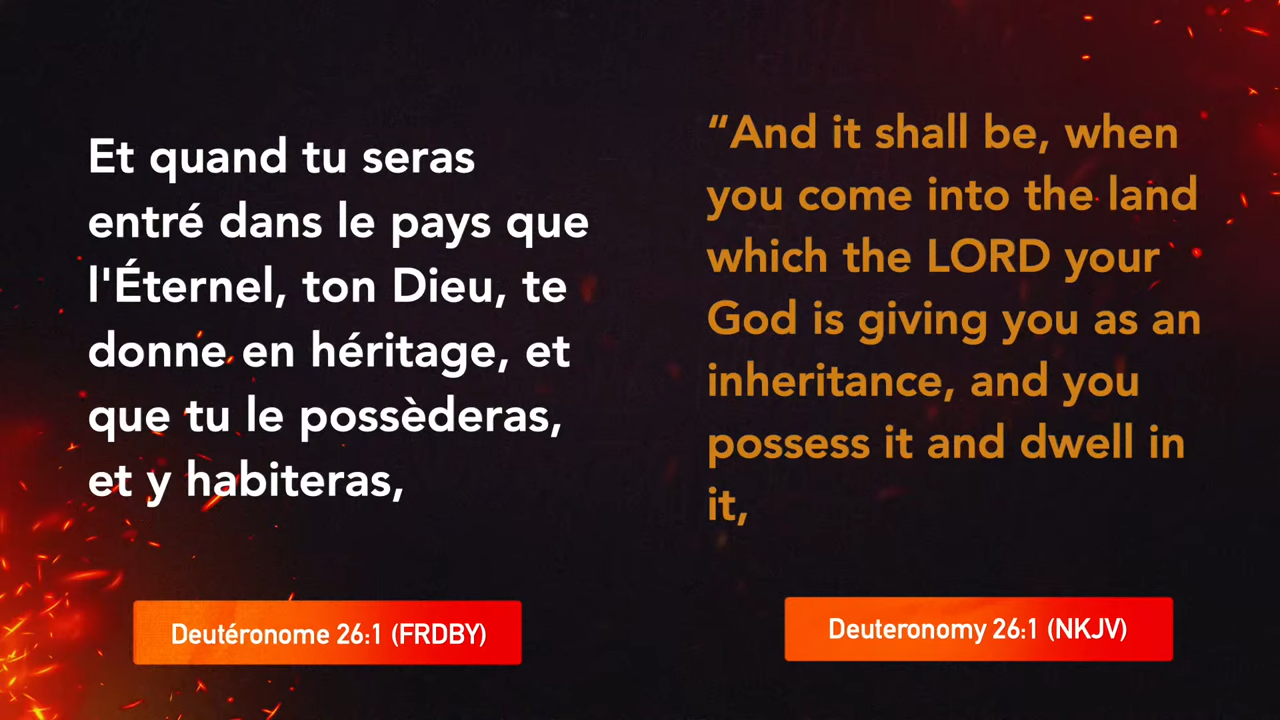 Et quand tu seras
entré dans le pays que
l'Éternel, ton Dieu, te
donne en héritage, et
que tu le possèderas,
et y habiteras,
Deutéronome 26:1 (FRDBY)
“And it shall be, when
you come into the land
which the LORD your
God is giving you as an
inheritance, and you
possess it and dwell in
it,
Deuteronomy 26:1 (NKJV)